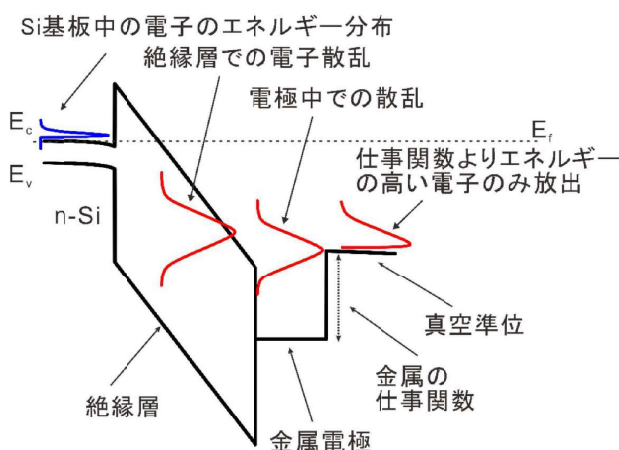 Si基板中の電子のエネルギー分布
絶縁層での電子散乱
電極中での散乱
Ec
Ef
仕事関数よりエネルギー
の高い電子のみ放出
Ev
n-Si
真空準位
金属の
仕事関数
絶縁層
金属電極